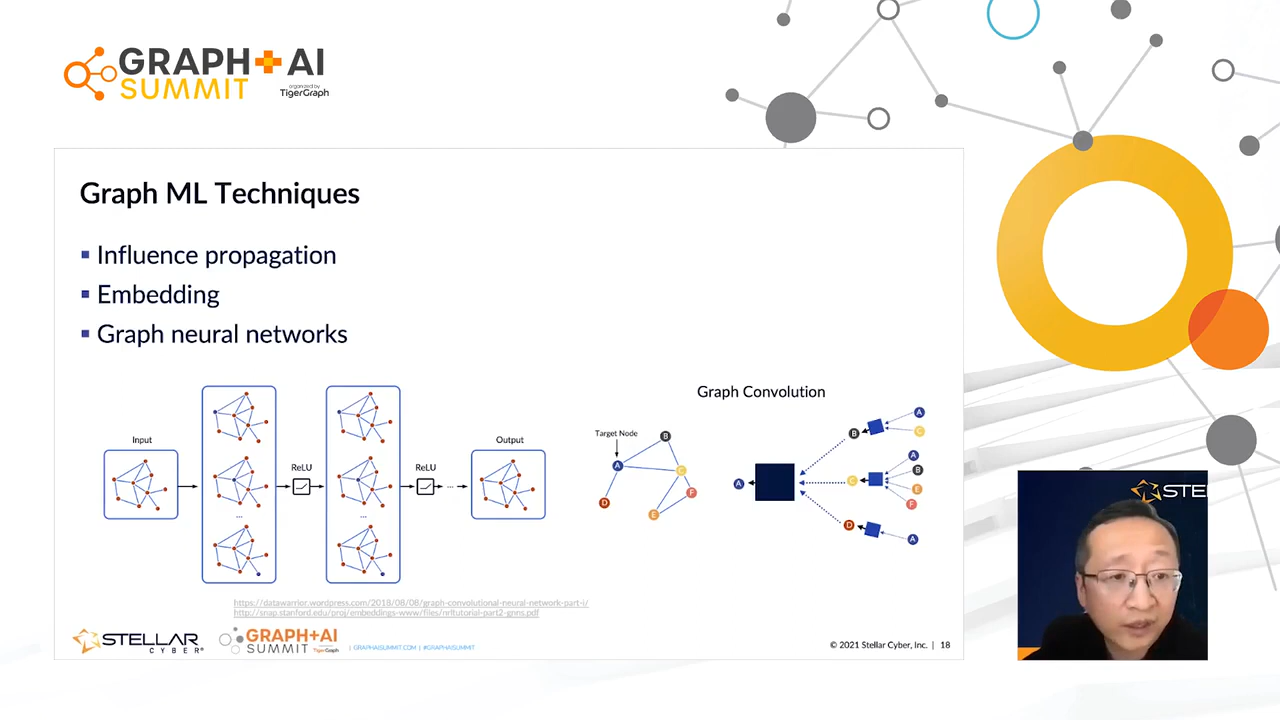 GRAPH+AI
SUMMIT
organized by
TigerGraph
Graph ML Techniques
▪ Influence propagation
▪ Embedding
▪ Graph neural networks
Graph Convolution
Input
ReLU
ReLU
Output
...
...
...
...
...
Target Node
A
B
C
D
E
F
A
B
C
D
A
C
A
B
E
F
A
https://datawarrior.wordpress.com/2018/08/08/graph-convolutional-neural-network-part-i/
http://snap.stanford.edu/proj/embeddings-www/files/nrltutorial-part2-gnns.pdf
STELLAR
CYBER®
GRAPH+AI
SUMMIT
TigerGraph
| GRAPHAISUMMIT.COM | #GRAPHAISUMMIT
© 2021 Stellar Cyber, Inc. | 18
STEL